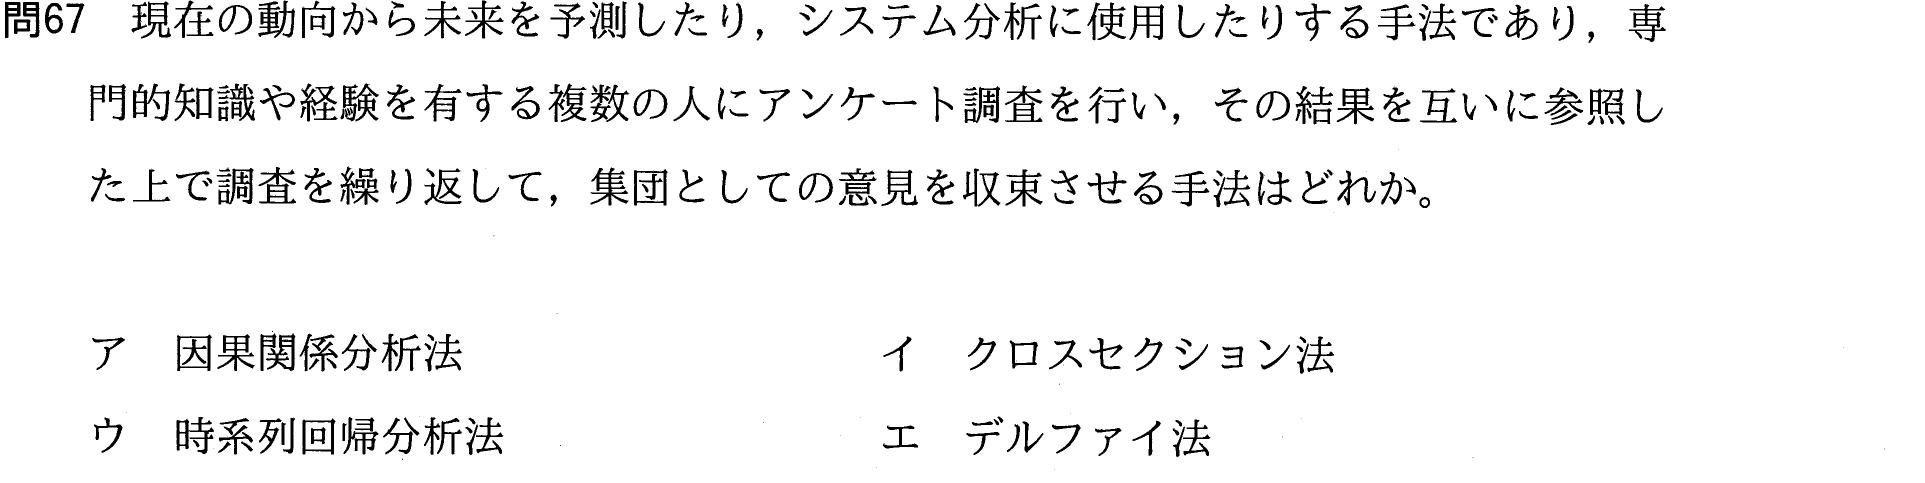 問67　現在の動向から未来を予測したり，システム分析に使用したりする手法であり，専
門的知識や経験を有する複数の人にアンケート調査を行い，その結果を互いに参照し
た上で調査を繰り返して，集団としての意見を収束させる手法はどれか。
ア　因果関係分析法　イ　クロスセクション法
ウ　時系列回帰分析法　エ　デルファイ法